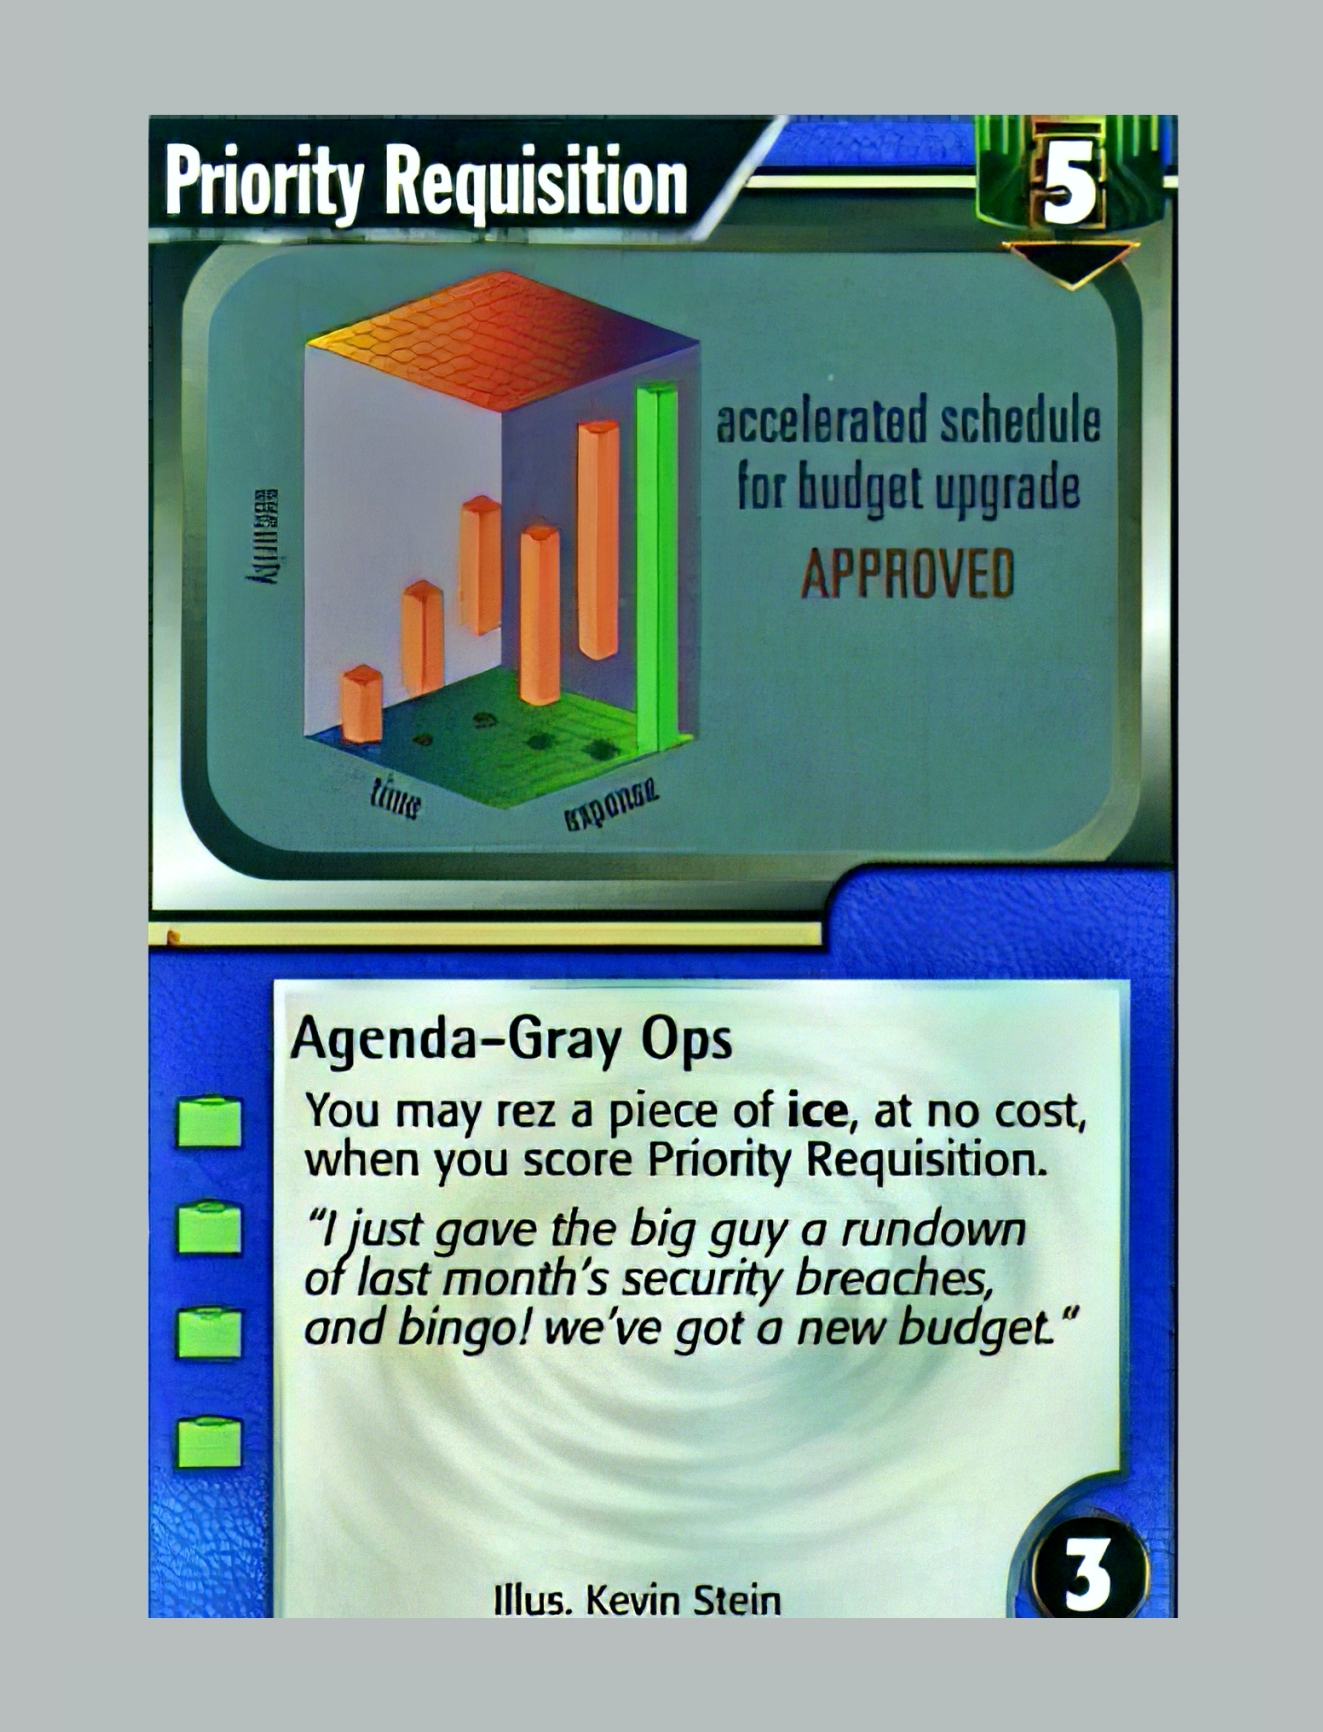 Priority Requisition
5
accelerated schedule
for budget upgrade
APPROVED
time
expense
Agenda–Gray Ops
You may rez a piece of ice, at no cost,
when you score Priority Requisition.
“I just gave the big guy a rundown
of last month’s security breaches,
and bingo! we’ve got a new budget.“
3
Illus. Kevin Stein